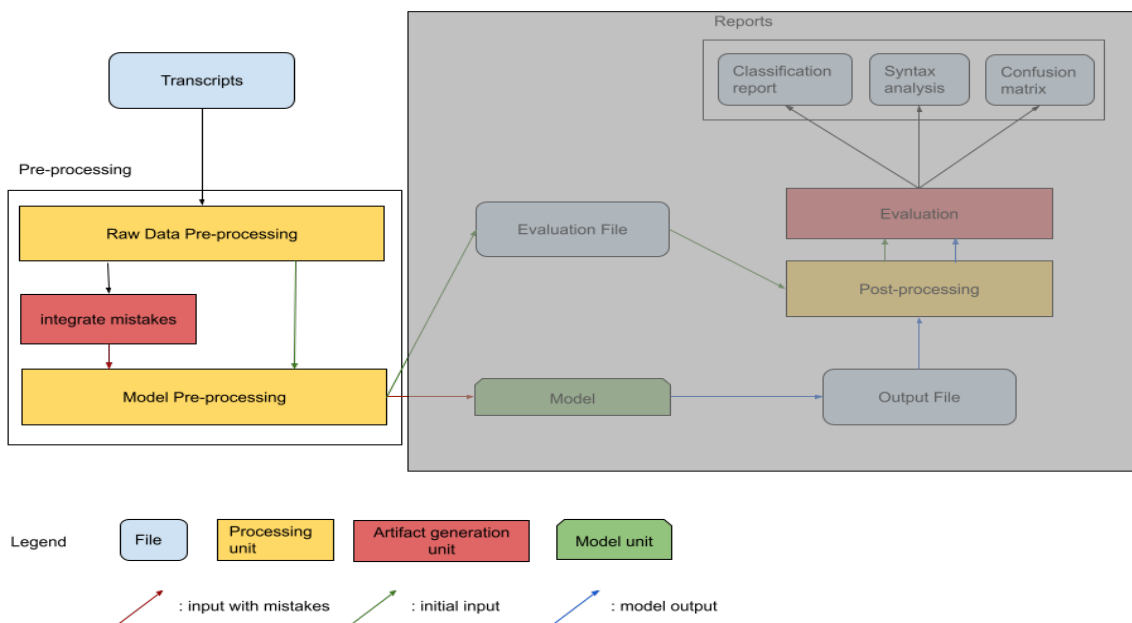 Reports
Transcripts
Classification
report
Syntax
analysis
Confusion
matrix
Pre-processing
Raw Data Pre-processing
Evaluation File
Evaluation
Post-processing
integrate mistakes
Model Pre-processing
Model
Output File
Legend
File
Processing
unit
Artifact generation
unit
Model unit
: input with mistakes
: initial input
: model output